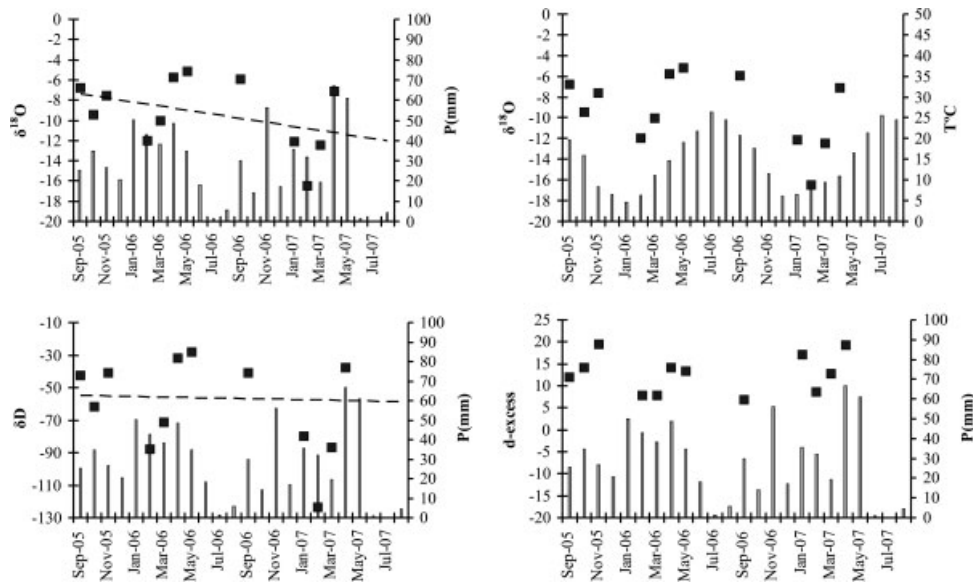 0 -2 -4 -6 -8 -10 -12 -14 -16 -18 -20
δ¹⁸O
100 90 80 70 60 50 40 30 20 10 0
P(mm)
Sep-05 Nov-05 Jan-06 Mar-06 May-06 Jul-06 Sep-06 Nov-06 Jan-07 Mar-07 May-07 Jul-07
0 -2 -4 -6 -8 -10 -12 -14 -16 -18 -20
δ¹⁸O
50 45 40 35 30 25 20 15 10 5 0
TºC
Sep-05 Nov-05 Jan-06 Mar-06 May-06 Jul-06 Sep-06 Nov-06 Jan-07 Mar-07 May-07 Jul-07
-10 -30 -50 -70 -90 -110 -130
δD
100 90 80 70 60 50 40 30 20 10 0
P(mm)
Sep-05 Nov-05 Jan-06 Mar-06 May-06 Jul-06 Sep-06 Nov-06 Jan-07 Mar-07 May-07 Jul-07
25 20 15 10 5 0 -5 -10 -15 -20
d-excess
100 90 80 70 60 50 40 30 20 10 0
P(mm)
Sep-05 Nov-05 Jan-06 Mar-06 May-06 Jul-06 Sep-06 Nov-06 Jan-07 Mar-07 May-07 Jul-07